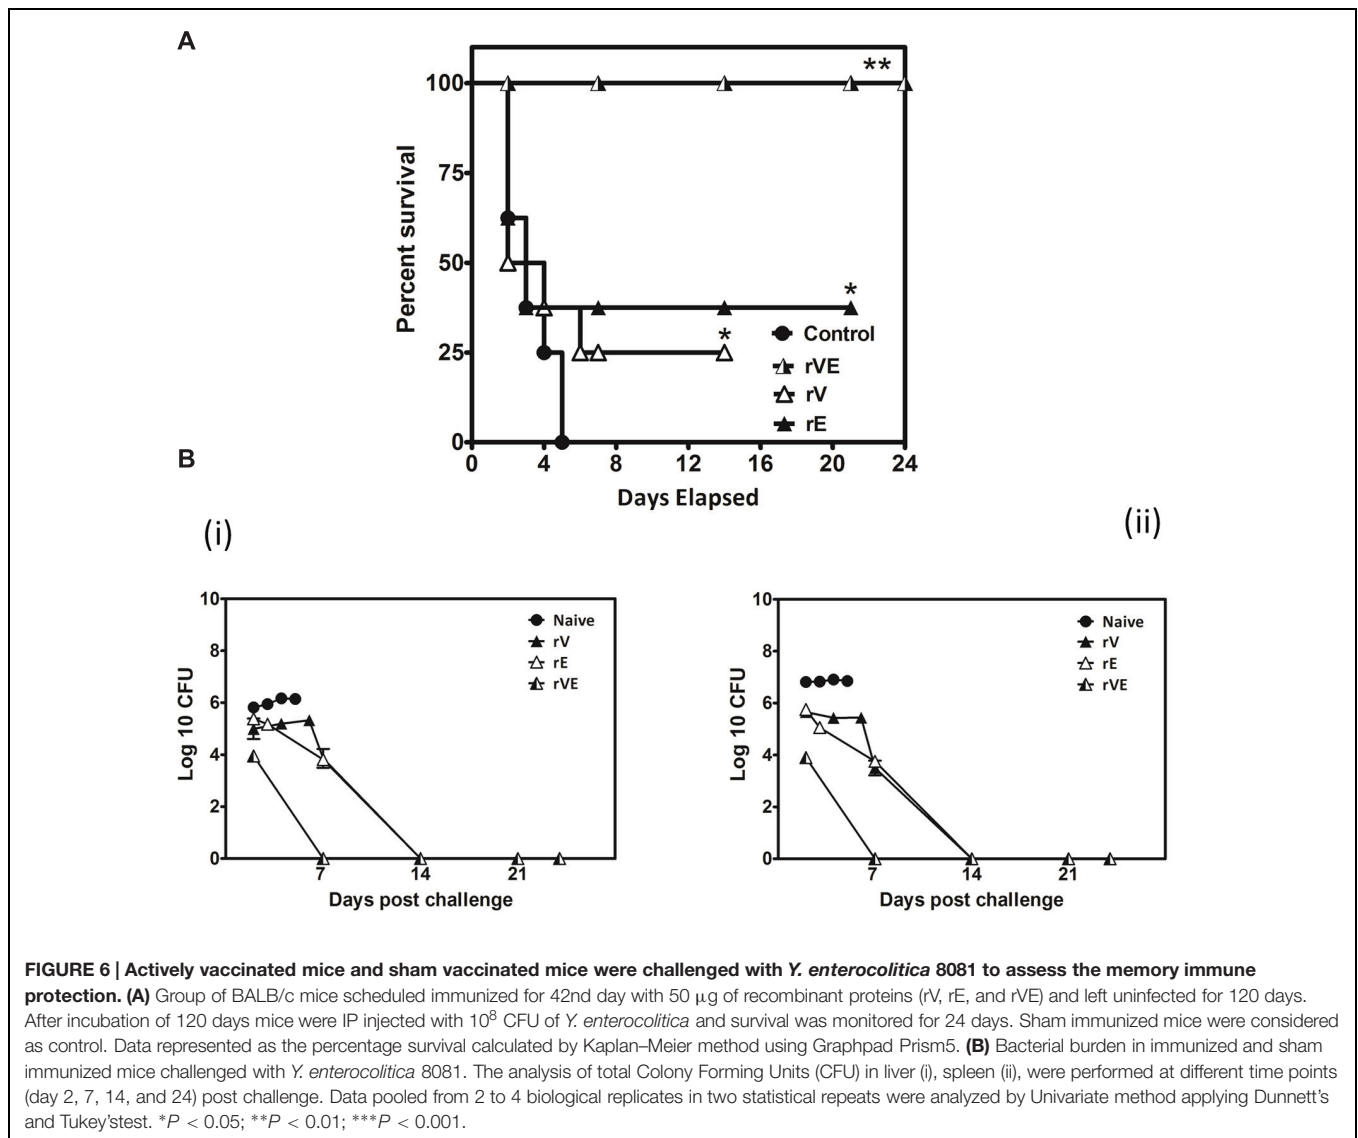 A
**
100
75
50
25
0
Percent survival
*
*
Control
rVE
rV
rE
0 4 8 12 16 20 24
Days Elapsed
B
(i)
(ii)
10
8
6
4
2
0
Log 10 CFU
Naive
rV
rE
rVE
7 14 21
Days post challenge
10
8
6
4
2
0
Log 10 CFU
Naive
rV
rE
rVE
7 14 21
Days post challenge
FIGURE 6 | Actively vaccinated mice and sham vaccinated mice were challenged with Y. enterocolitica 8081 to assess the memory immune
protection. (A) Group of BALB/c mice scheduled immunized for 42nd day with 50 μg of recombinant proteins (rV, rE, and rVE) and left uninfected for 120 days.
After incubation of 120 days mice were IP injected with 10⁸ CFU of Y. enterocolitica and survival was monitored for 24 days. Sham immunized mice were considered
as control. Data represented as the percentage survival calculated by Kaplan–Meier method using Graphpad Prism5. (B) Bacterial burden in immunized and sham
immunized mice challenged with Y. enterocolitica 8081. The analysis of total Colony Forming Units (CFU) in liver (i), spleen (ii), were performed at different time points
(day 2, 7, 14, and 24) post challenge. Data pooled from 2 to 4 biological replicates in two statistical repeats were analyzed by Univariate method applying Dunnett's
and Tukey'stest. *P < 0.05; **P < 0.01; ***P < 0.001.